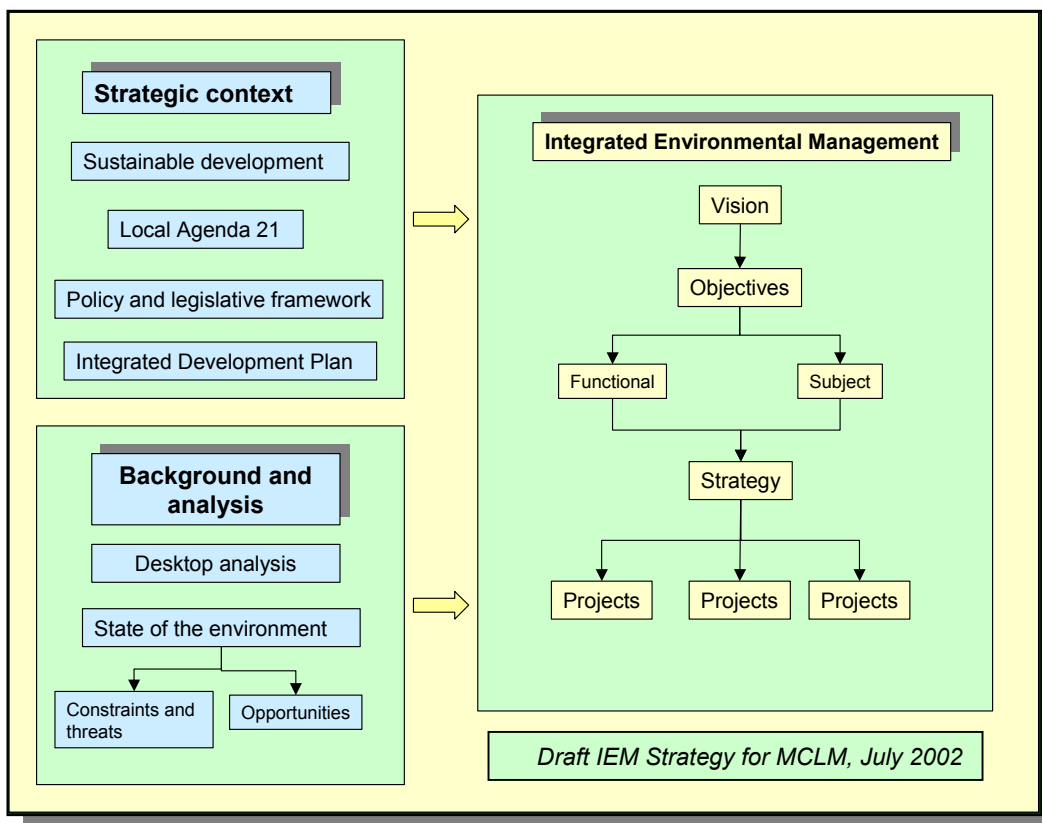 Strategic context
Sustainable development
Local Agenda 21
Policy and legislative framework
Integrated Development Plan
Background and
analysis
Desktop analysis
State of the environment
Constraints and
threats
Opportunities
Integrated Environmental Management
Vision
Objectives
Functional
Subject
Strategy
Projects
Projects
Projects
Draft IEM Strategy for MCLM, July 2002